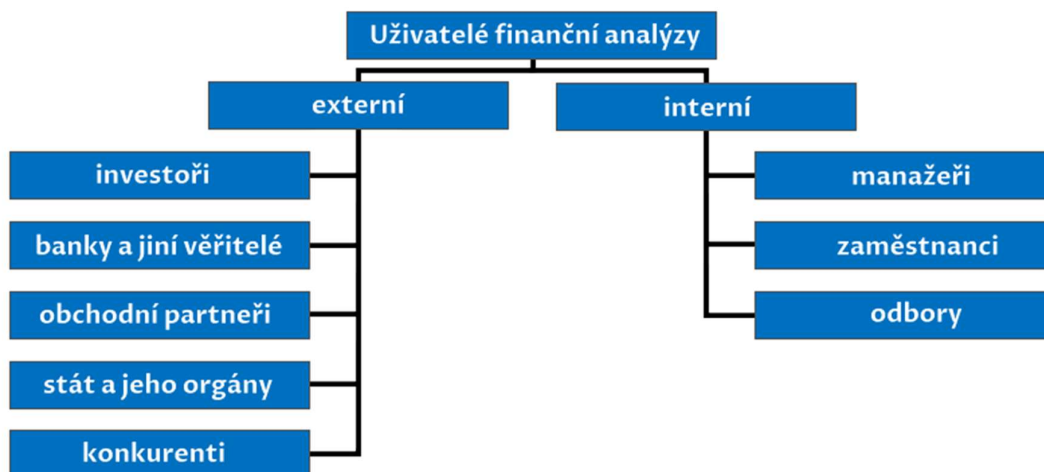 Uživatelé finanční analýzy
externí
interní
investoři
banky a jiní věřitelé
obchodní partneři
stát a jeho orgány
konkurenti
manažeři
zaměstnanci
odbory